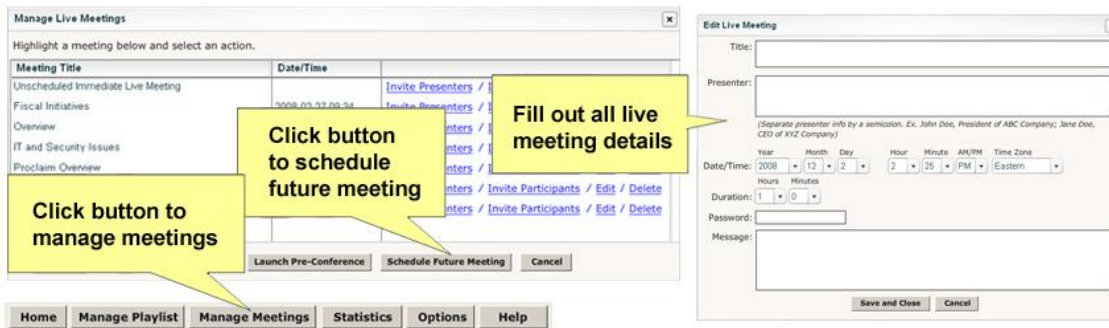 Manage Live Meetings
Highlight a meeting below and select an action.
Meeting Title Date/Time
Unscheduled Immediate Live Meeting Invite Presenters /
Fiscal Initiatives 2008-02-27 09:34 Invite Presenters /
Overview
IT and Security Issues
Proclaim Overview
/ Invite Participants / Edit / Delete
/ Invite Participants / Edit / Delete
Click button
to schedule
future meeting
Click button to
manage meetings
Launch Pre-Conference Schedule Future Meeting Cancel
Home Manage Playlist Manage Meetings Statistics Options Help
Fill out all live
meeting details
Edit Live Meeting
Title:
Presenter:
(Separate presenter info by a semicolon. Ex. John Doe, President of ABC Company; Jane Doe,
CEO of XYZ Company)
Year Month Day Hour Minute AM/PM Time Zone
Date/Time: 2008 12 2 2 25 PM Eastern
Hours Minutes
Duration: 1 0
Password:
Message:
Save and Close Cancel